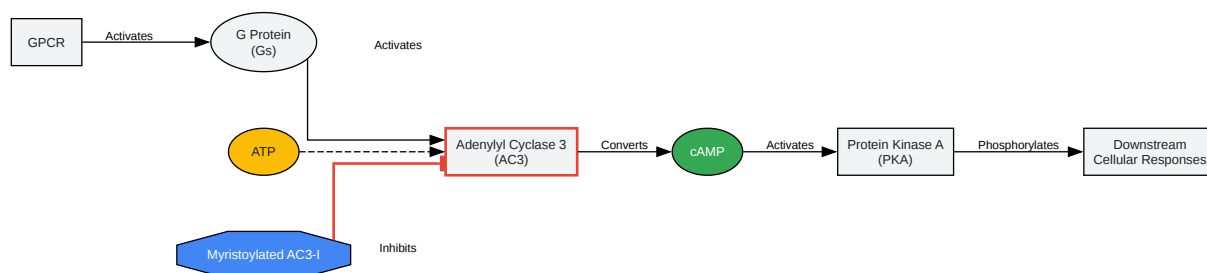 GPCR
Activates
G Protein
(Gs)
Activates
ATP
Adenylyl Cyclase 3
(AC3)
Converts
cAMP
Activates
Protein Kinase A
(PKA)
Phosphorylates
Downstream
Cellular Responses
Myristoylated AC3-I
Inhibits